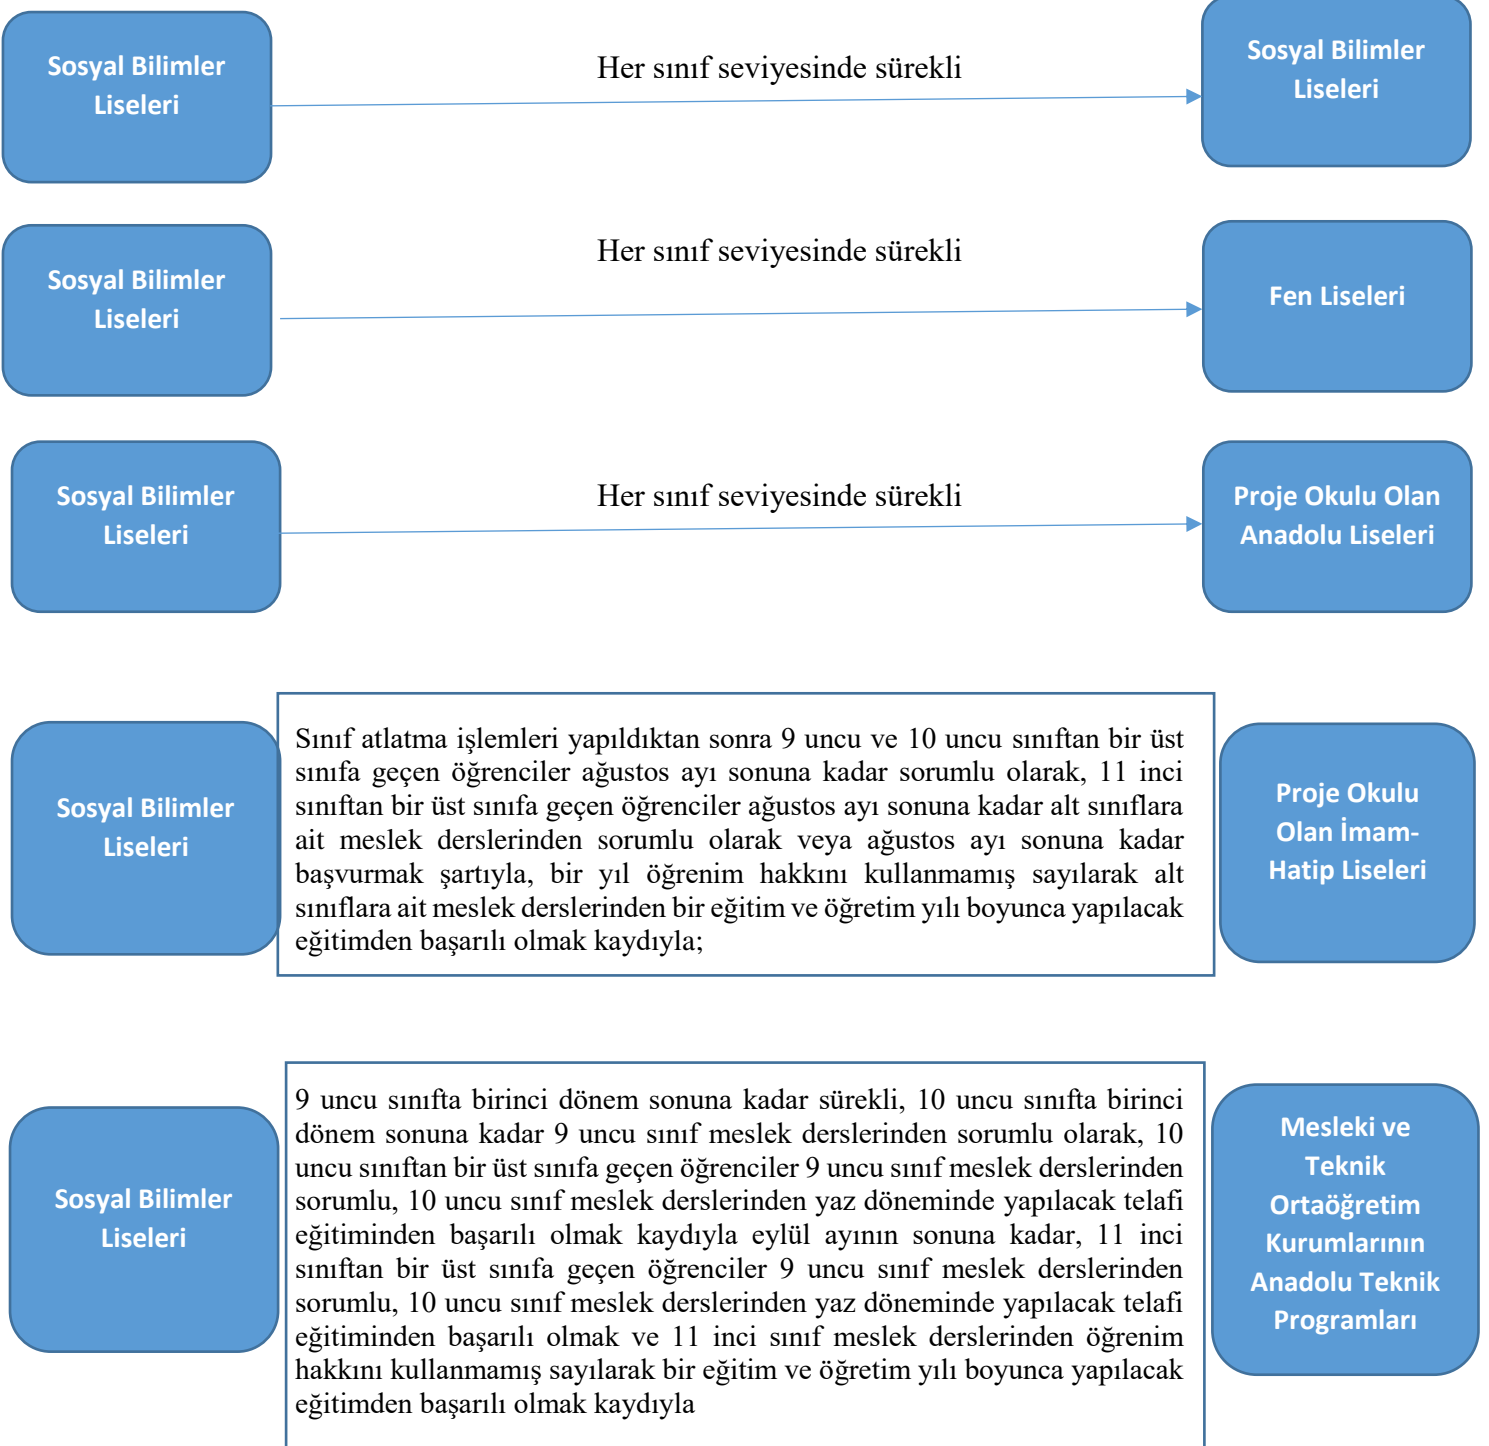 Sosyal Bilimler
Liseleri
Her sınıf seviyesinde sürekli
Sosyal Bilimler
Liseleri
Sosyal Bilimler
Liseleri
Her sınıf seviyesinde sürekli
Fen Liseleri
Sosyal Bilimler
Liseleri
Her sınıf seviyesinde sürekli
Proje Okulu Olan
Anadolu Liseleri
Sosyal Bilimler
Liseleri
Sınıf atlatma işlemleri yapıldıktan sonra 9 uncu ve 10 uncu sınıftan bir üst
sınıfa geçen öğrenciler ağustos ayı sonuna kadar sorumlu olarak, 11 inci
sınıftan bir üst sınıfa geçen öğrenciler ağustos ayı sonuna kadar alt sınıflara
ait meslek derslerinden sorumlu olarak veya ağustos ayı sonuna kadar
başvurmak şartıyla, bir yıl öğrenim hakkını kullanmamış sayılarak alt
sınıflara ait meslek derslerinden bir eğitim ve öğretim yılı boyunca yapılacak
eğitimden başarılı olmak kaydıyla;
Proje Okulu
Olan İmam-
Hatip Liseleri
Sosyal Bilimler
Liseleri
9 uncu sınıfta birinci dönem sonuna kadar sürekli, 10 uncu sınıfta birinci
dönem sonuna kadar 9 uncu sınıf meslek derslerinden sorumlu olarak, 10
uncu sınıftan bir üst sınıfa geçen öğrenciler 9 uncu sınıf meslek derslerinden
sorumlu, 10 uncu sınıf meslek derslerinden yaz döneminde yapılacak telafi
eğitiminden başarılı olmak kaydıyla eylül ayının sonuna kadar, 11 inci
sınıftan bir üst sınıfa geçen öğrenciler 9 uncu sınıf meslek derslerinden
sorumlu, 10 uncu sınıf meslek derslerinden yaz döneminde yapılacak telafi
eğitiminden başarılı olmak ve 11 inci sınıf meslek derslerinden öğrenim
hakkını kullanmamış sayılarak bir eğitim ve öğretim yılı boyunca yapılacak
eğitimden başarılı olmak kaydıyla
Mesleki ve
Teknik
Ortaöğretim
Kurumlarının
Anadolu Teknik
Programları